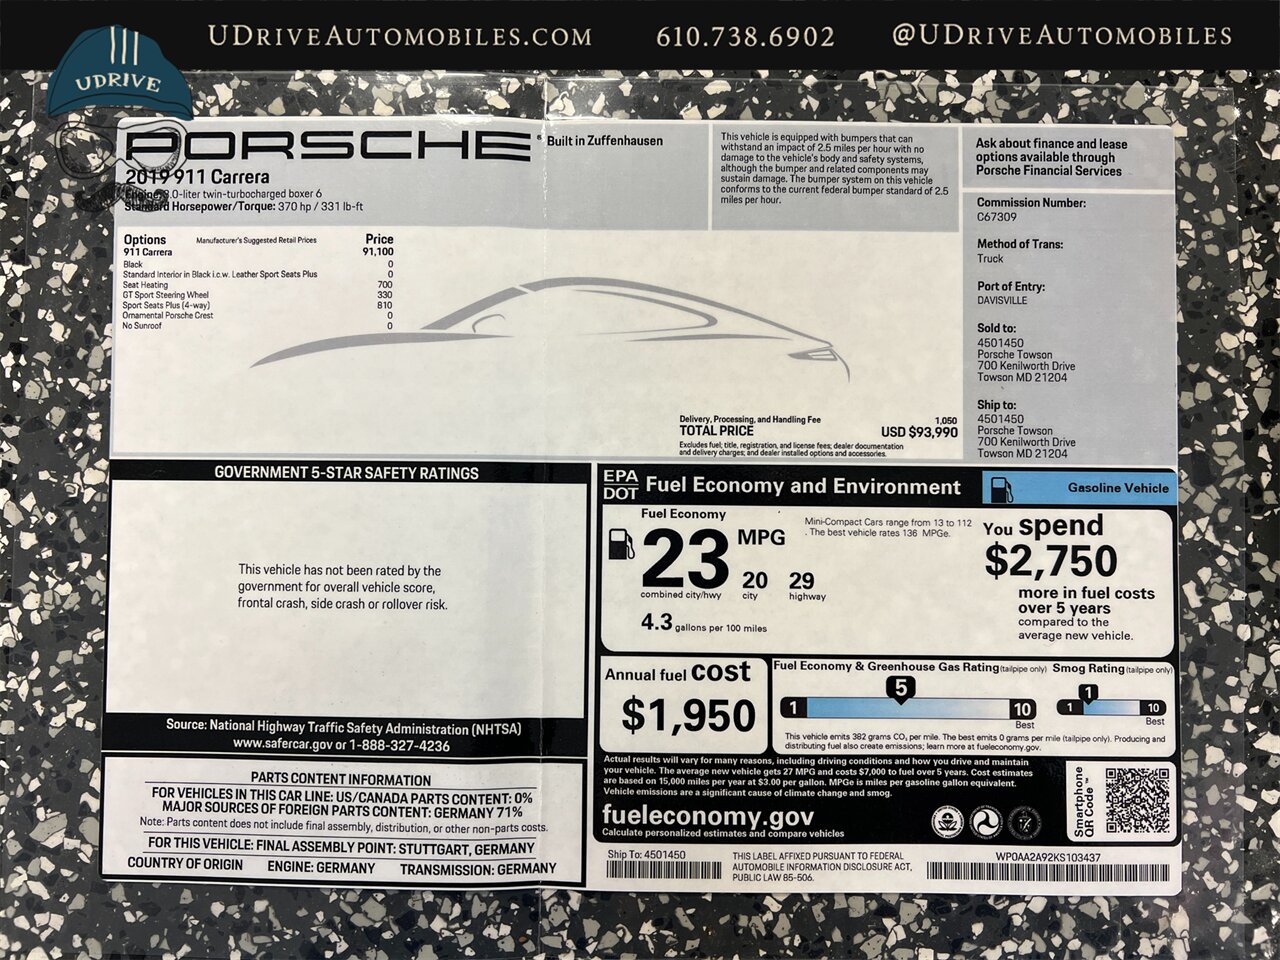 UDRIVEAUTOMOBILES.COM 610.738.6902 @UDRIVEAUTOMOBILES
UDRIVE
PORSCHE
Built in Zuffenhausen
2019 911 Carrera
.0-liter twin-turbocharged boxer 6
Standard Horsepower/Torque: 370 hp / 331 lb-ft
This vehicle is equipped with bumpers that can
withstand an impact of 2.5 miles per hour with no
damage to the vehicle's body and safety systems,
although the bumper and related components may
sustain damage. The bumper system on this vehicle
conforms to the current federal bumper standard of 2.5
miles per hour.
Ask about finance and lease
options available through
Porsche Financial Services
Commission Number:
C67309
Method of Trans:
Truck
Port of Entry:
DAVISVILLE
Sold to:
4501450
Porsche Towson
700 Kenilworth Drive
Towson MD 21204
Ship to:
4501450
Porsche Towson
700 Kenilworth Drive
Towson MD 21204
Options Manufacturer's Suggested Retail Prices Price
911 Carrera 91,100
Black 0
Standard Interior in Black i.c.w. Leather Sport Seats Plus 0
Seat Heating 700
GT Sport Steering Wheel 330
Sport Seats Plus (4-way) 810
Ornamental Porsche Crest 0
No Sunroof 0
Delivery, Processing, and Handling Fee 1,050
TOTAL PRICE USD $93,990
Excludes fuel, title, registration, and license fees; dealer documentation
and delivery charges; and dealer installed options and accessories.
GOVERNMENT 5-STAR SAFETY RATINGS
This vehicle has not been rated by the
government for overall vehicle score,
frontal crash, side crash or rollover risk.
Source: National Highway Traffic Safety Administration (NHTSA)
www.safercar.gov or 1-888-327-4236
PARTS CONTENT INFORMATION
FOR VEHICLES IN THIS CAR LINE: US/CANADA PARTS CONTENT: 0%
MAJOR SOURCES OF FOREIGN PARTS CONTENT: GERMANY 71%
Note: Parts content does not include final assembly, distribution, or other non-parts costs.
FOR THIS VEHICLE: FINAL ASSEMBLY POINT: STUTTGART, GERMANY
COUNTRY OF ORIGIN ENGINE: GERMANY TRANSMISSION: GERMANY
EPA
DOT
Fuel Economy and Environment
Gasoline Vehicle
Fuel Economy
23 MPG
combined city/hwy
20
city
29
highway
4.3 gallons per 100 miles
Mini-Compact Cars range from 13 to 112
. The best vehicle rates 136 MPGe.
You spend
$2,750
more in fuel costs
over 5 years
compared to the
average new vehicle.
Annual fuel cost
$1,950
Fuel Economy & Greenhouse Gas Rating (tailpipe only)
5
1
10
Best
Smog Rating (tailpipe only)
1
1
10
Best
This vehicle emits 382 grams CO₂ per mile. The best emits 0 grams per mile (tailpipe only). Producing and
distributing fuel also create emissions; learn more at fueleconomy.gov.
Actual results will vary for many reasons, including driving conditions and how you drive and maintain
your vehicle. The average new vehicle gets 27 MPG and costs $7,000 to fuel over 5 years. Cost estimates
are based on 15,000 miles per year at $3.00 per gallon. MPGe is miles per gasoline gallon equivalent.
Vehicle emissions are a significant cause of climate change and smog.
fueleconomy.gov
Calculate personalized estimates and compare vehicles
Smartphone
QR Code™
Ship To: 4501450
THIS LABEL AFFIXED PURSUANT TO FEDERAL
AUTOMOBILE INFORMATION DISCLOSURE ACT,
PUBLIC LAW 85-506.
WP0AA2A92KS103437